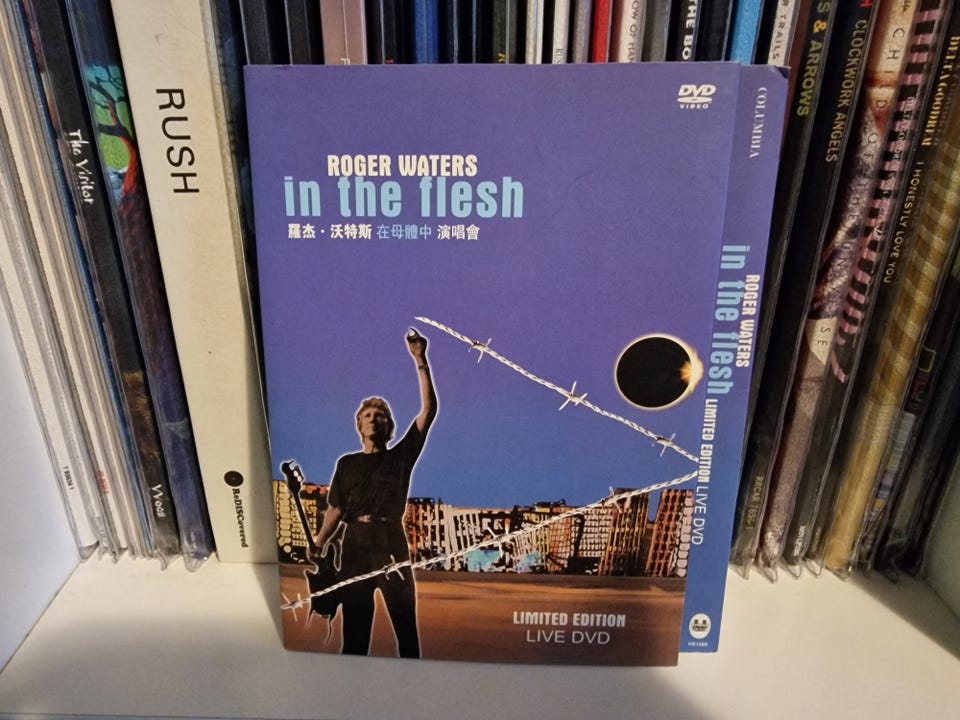 DVD
VIDEO
ROGER WATERS
in the flesh
羅杰·沃特斯 在母體中 演唱會
LIMITED EDITION
LIVE DVD
COLUMBIA
ROGER WATERS
in the flesh
LIMITED EDITION LIVE DVD
The Visitor
RUSH
ReDISCovered
& ARROWS
CLOCKWORK ANGELS
I HONESTLY LOVE YOU